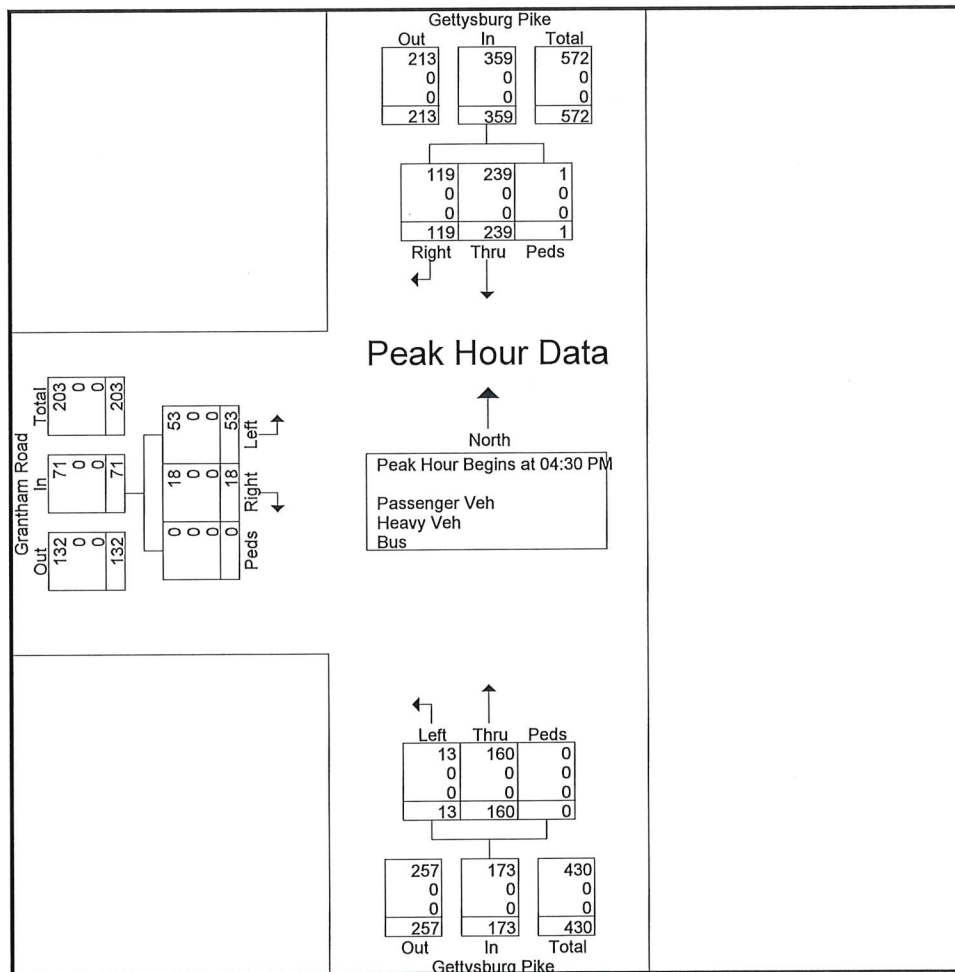 Gettysburg Pike
Out In Total
213 359 572
0 0 0
0 0 0
213 359 572
119 239 1
0 0 0
0 0 0
119 239 1
Right Thru Peds
Peak Hour Data
North
Peak Hour Begins at 04:30 PM
Passenger Veh
Heavy Veh
Bus
Grantham Road
Out In Total
132 71 203
0 0 0
0 0 0
132 71 203
0 18 53
0 0 0
0 0 0
0 18 53
Peds Right Left
Left Thru Peds
13 160 0
0 0 0
0 0 0
13 160 0
257 173 430
0 0 0
0 0 0
257 173 430
Out In Total
Gettysburg Pike